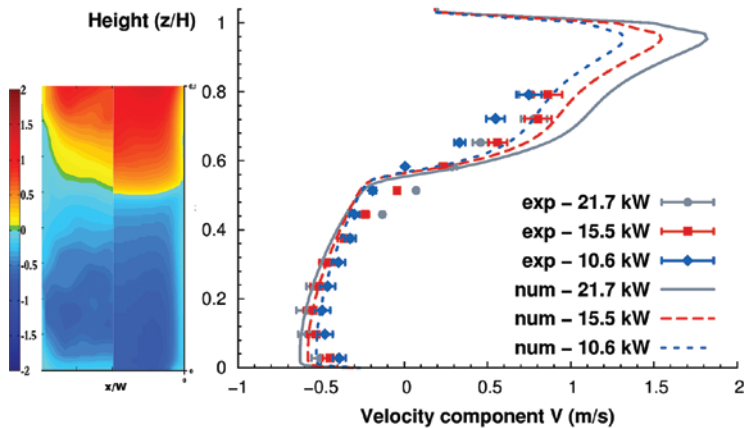 Height (z/H)
2
1.5
1
0.5
0
-0.5
-1
-1.5
-2
x/W
0
1
0.8
0.6
0.4
0.2
0
−1
−0.5
0
0.5
1
1.5
2
Velocity component V (m/s)
exp − 21.7 kW
exp − 15.5 kW
exp − 10.6 kW
num − 21.7 kW
num − 15.5 kW
num − 10.6 kW